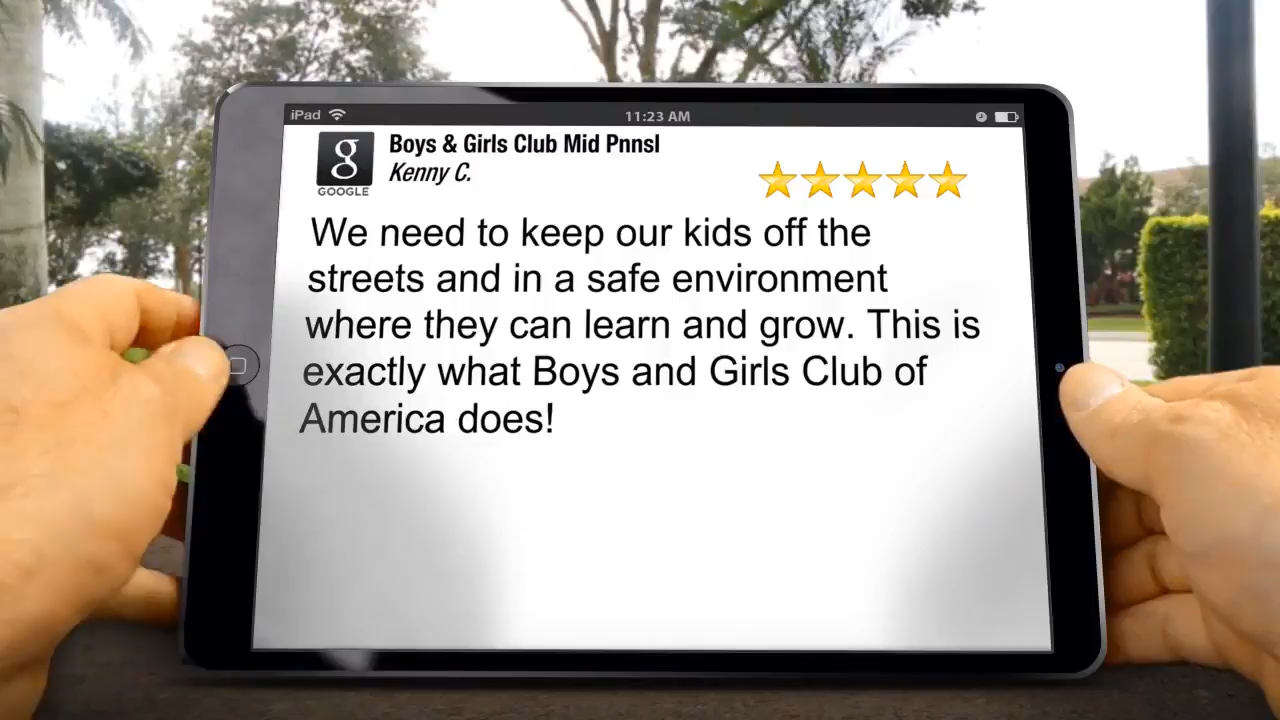 iPad 11:23 AM
g
GOOGLE
Boys & Girls Club Mid Pnnsl
Kenny C.
We need to keep our kids off the
streets and in a safe environment
where they can learn and grow. This is
exactly what Boys and Girls Club of
America does!